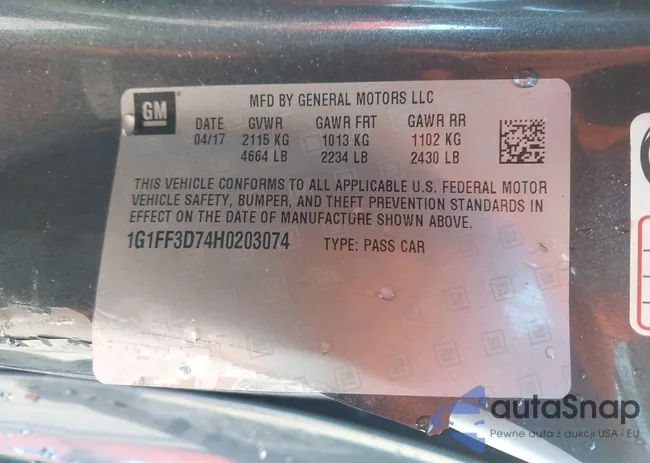 GM
MFD BY GENERAL MOTORS LLC
DATE GVWR GAWR FRT GAWR RR
04/17 2115 KG 1013 KG 1102 KG
4664 LB 2234 LB 2430 LB
THIS VEHICLE CONFORMS TO ALL APPLICABLE U.S. FEDERAL MOTOR
VEHICLE SAFETY, BUMPER, AND THEFT PREVENTION STANDARDS IN
EFFECT ON THE DATE OF MANUFACTURE SHOWN ABOVE.
1G1FF3D74H0203074 TYPE: PASS CAR
autaSnap
Pewne auta z aukcji USA i EU